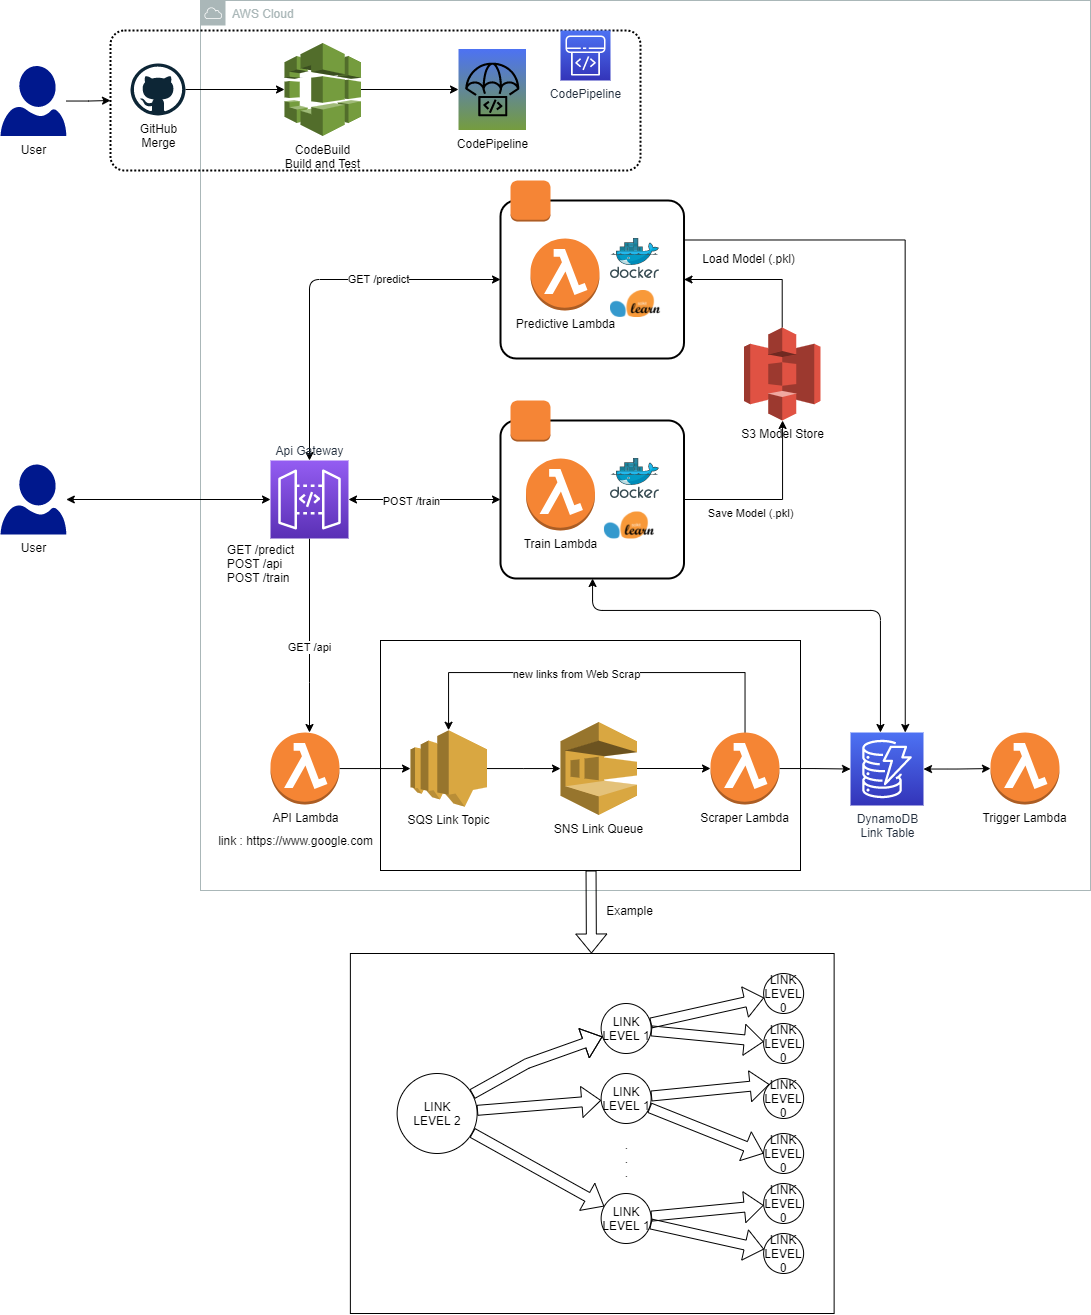 AWS Cloud
User
GitHub
Merge
CodeBuild
Build and Test
CodePipeline
CodePipeline
GET /predict
docker
learn
Predictive Lambda
Load Model (.pkl)
S3 Model Store
Save Model (.pkl)
User
Api Gateway
GET /predict
POST /api
POST /train
POST /train
docker
learn
Train Lambda
GET /api
new links from Web Scrap
API Lambda
link : https://www.google.com
SQS Link Topic
SNS Link Queue
Scraper Lambda
DynamoDB
Link Table
Trigger Lambda
Example
LINK
LEVEL 2
LINK
LEVEL 1
LINK
LEVEL 1
.
.
.
LINK
LEVEL 1
LINK
LEVEL
0
LINK
LEVEL
0
LINK
LEVEL
0
LINK
LEVEL
0
LINK
LEVEL
0
LINK
LEVEL
0